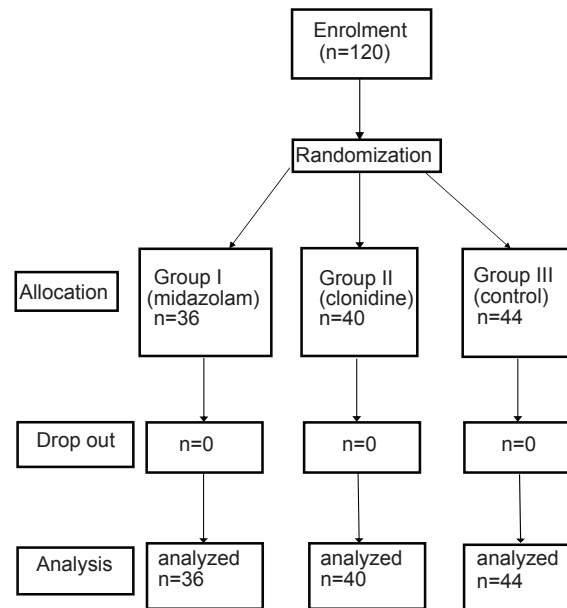 Enrolment
(n=120)
Randomization
Allocation
Group I
(midazolam)
n=36
Group II
(clonidine)
n=40
Group III
(control)
n=44
Drop out
n=0
n=0
n=0
Analysis
analyzed
n=36
analyzed
n=40
analyzed
n=44